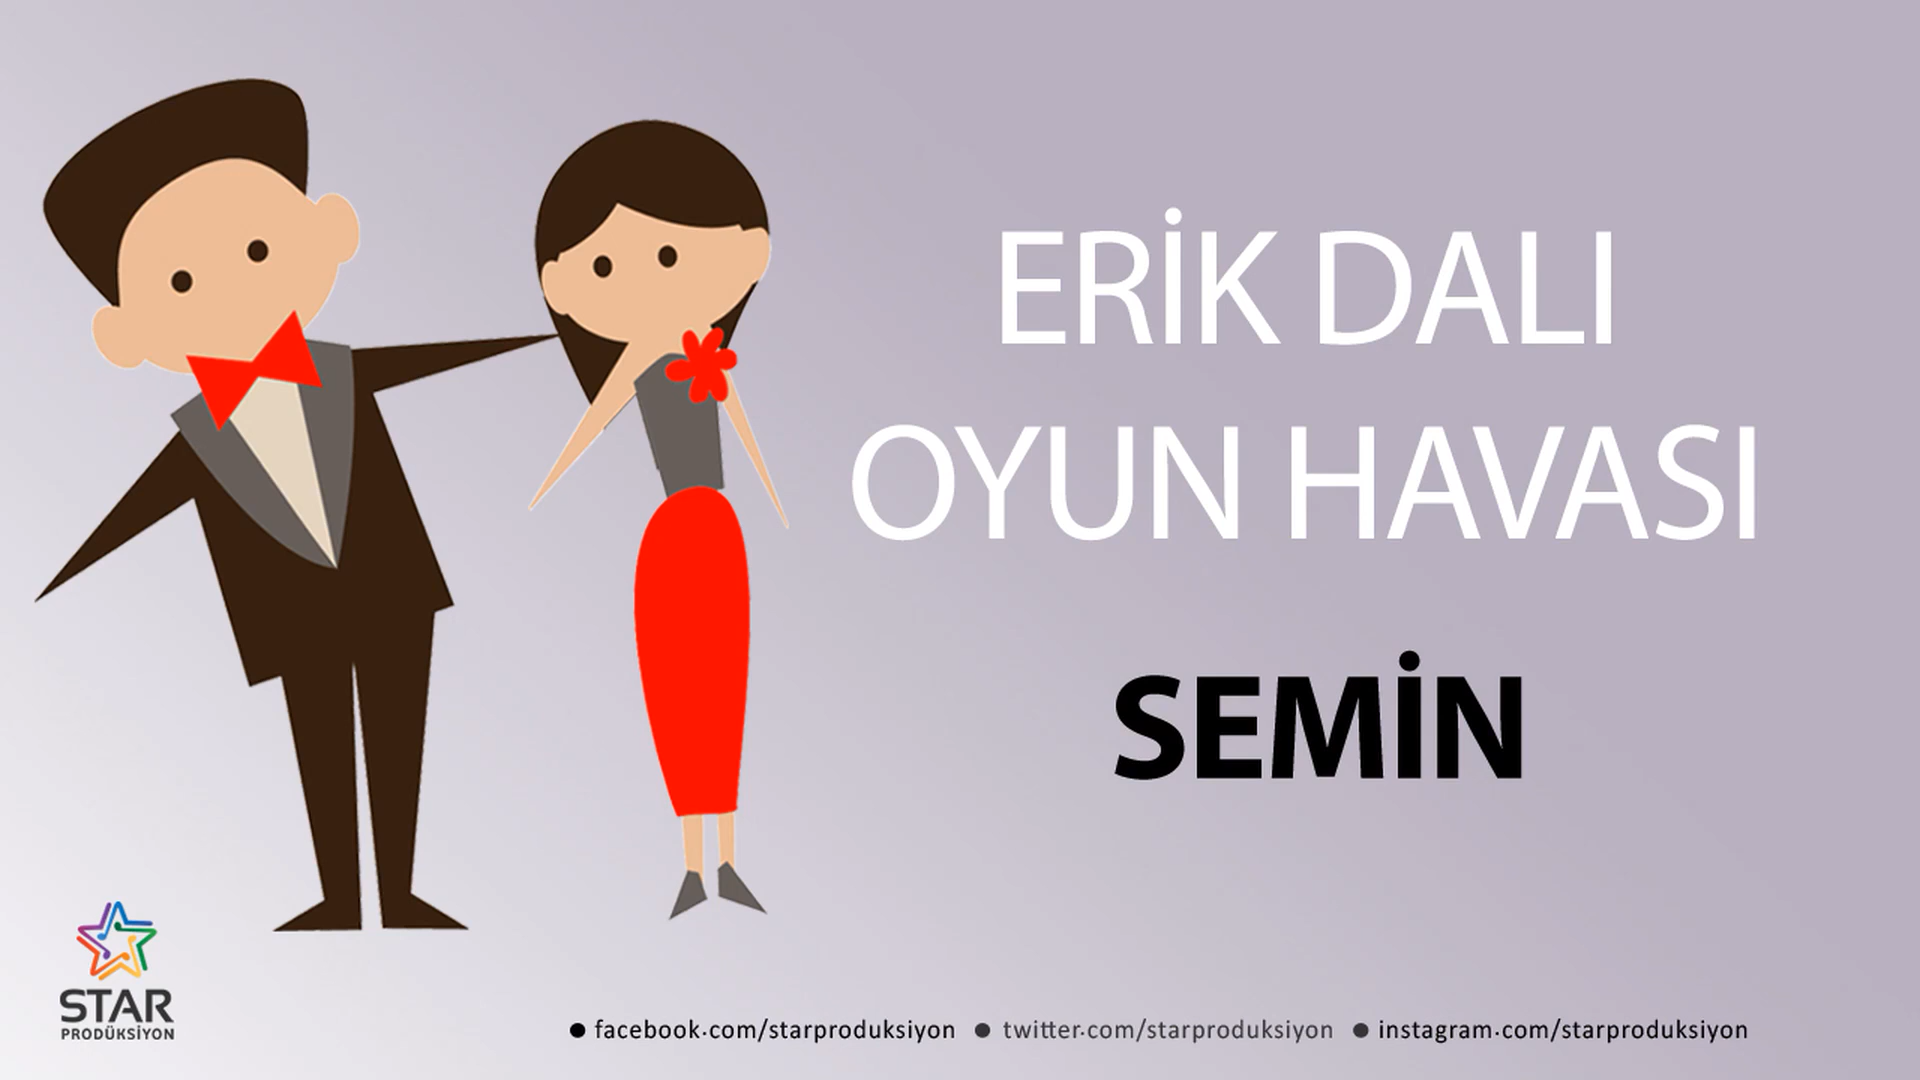 ERİK DALI
OYUN HAVASI
SEMİN
STAR
PRODÜKSİYON
● facebook.com/starproduksiyon ● twitter.com/starproduksiyon ● instagram.com/starproduksiyon